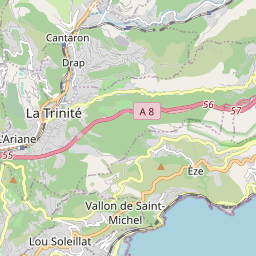 Cantaron
Drap
La Trinité
A 8
56
57
L'Ariane
55
Èze
Vallon de Saint-
Michel
Lou Soleillat